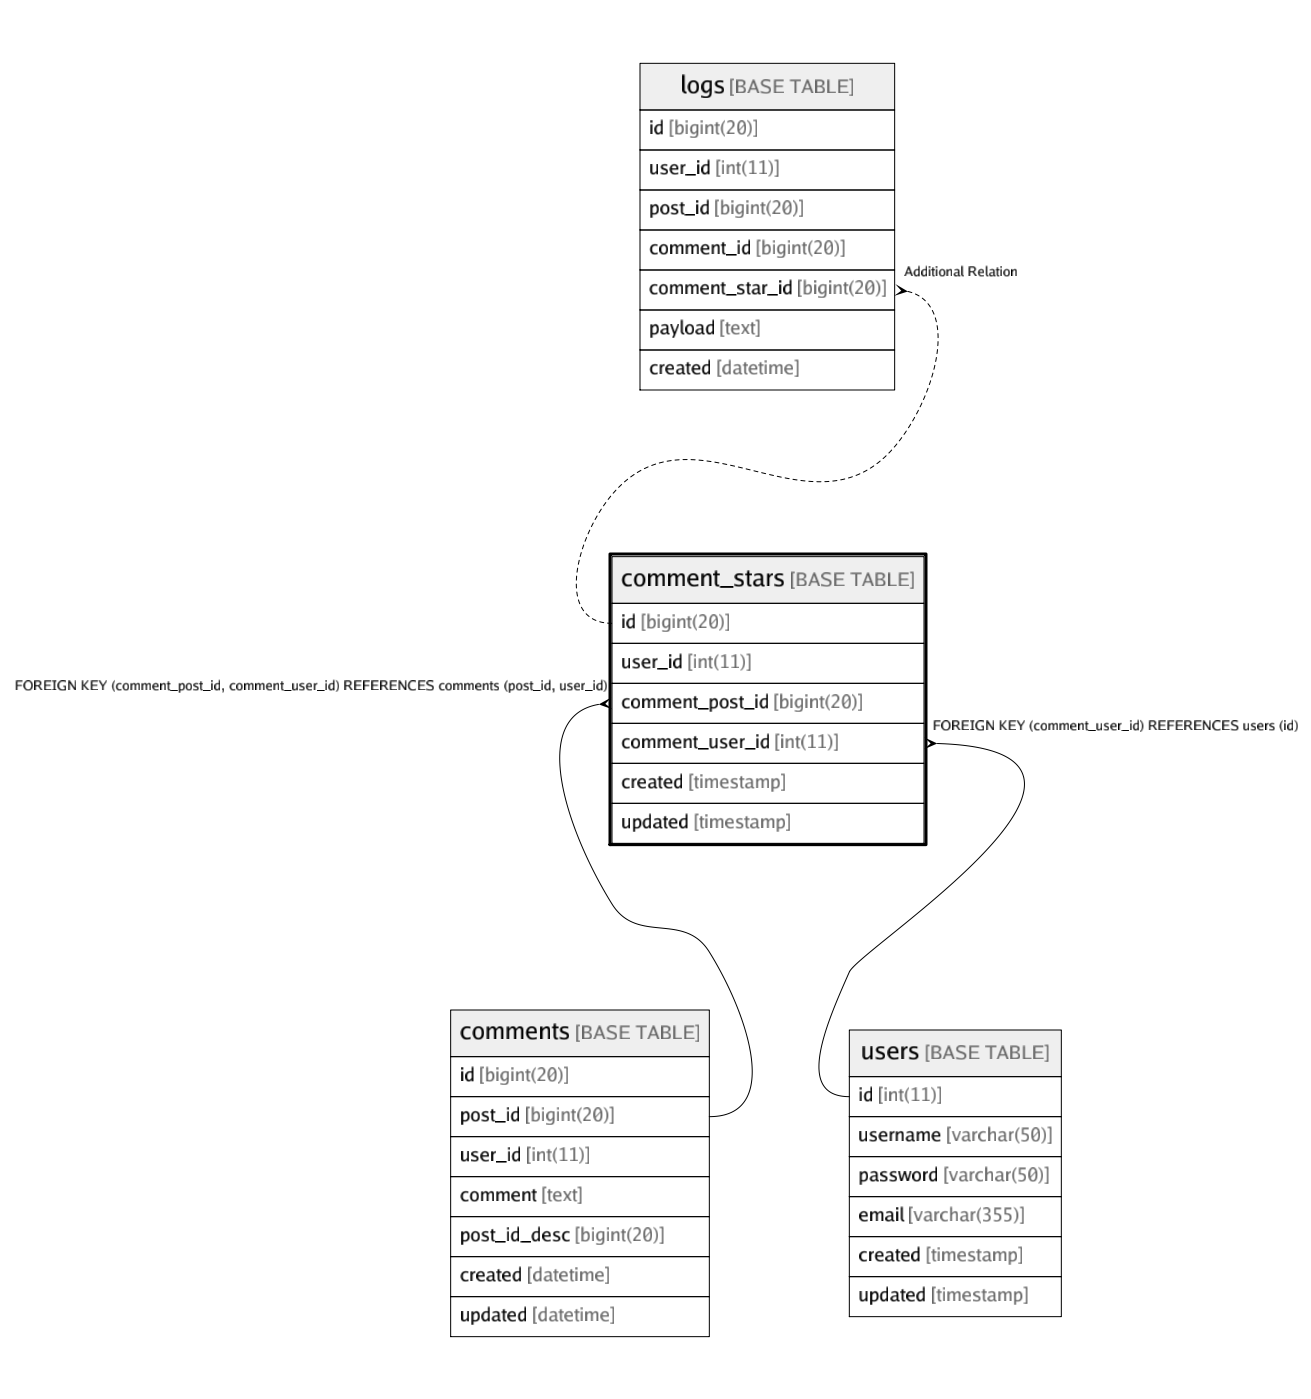 logs [BASE TABLE]
id [bigint(20)]
user_id [int(11)]
post_id [bigint(20)]
comment_id [bigint(20)]
comment_star_id [bigint(20)]
payload [text]
created [datetime]
Additional Relation
comment_stars [BASE TABLE]
id [bigint(20)]
user_id [int(11)]
comment_post_id [bigint(20)]
comment_user_id [int(11)]
created [timestamp]
updated [timestamp]
FOREIGN KEY (comment_post_id, comment_user_id) REFERENCES comments (post_id, user_id)
FOREIGN KEY (comment_user_id) REFERENCES users (id)
comments [BASE TABLE]
id [bigint(20)]
post_id [bigint(20)]
user_id [int(11)]
comment [text]
post_id_desc [bigint(20)]
created [datetime]
updated [datetime]
users [BASE TABLE]
id [int(11)]
username [varchar(50)]
password [varchar(50)]
email [varchar(355)]
created [timestamp]
updated [timestamp]